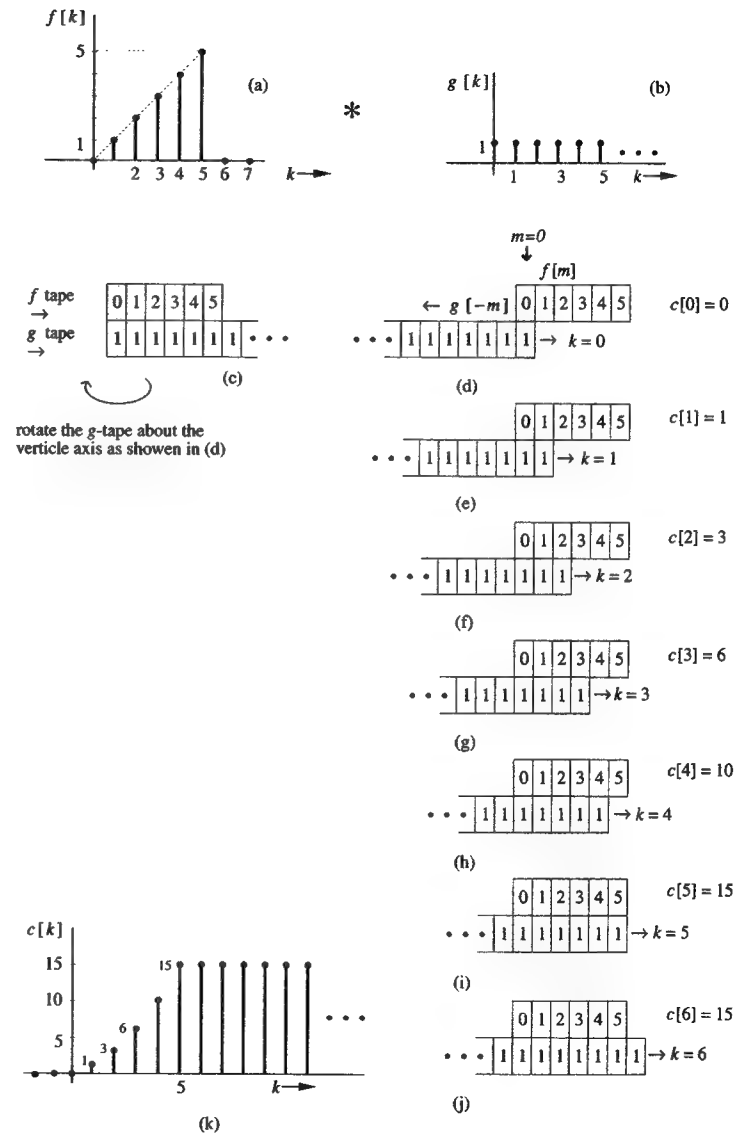 f[k]
5
1
2 3 4 5 6 7 k
(a)
*
g [k]
1
1 3 5 k
(b)
f tape
0 1 2 3 4 5
g tape
1 1 1 1 1 1 1 • • •
(c)
rotate the g-tape about the
verticle axis as showen in (d)
m=0
f[m]
← g [-m] 0 1 2 3 4 5 c[0] = 0
• • • 1 1 1 1 1 1 1 → k = 0
(d)
0 1 2 3 4 5 c[1] = 1
• • • 1 1 1 1 1 1 1 → k = 1
(e)
0 1 2 3 4 5 c[2] = 3
• • • 1 1 1 1 1 1 1 → k = 2
(f)
0 1 2 3 4 5 c[3] = 6
• • • 1 1 1 1 1 1 1 → k = 3
(g)
0 1 2 3 4 5 c[4] = 10
• • • 1 1 1 1 1 1 1 → k = 4
(h)
0 1 2 3 4 5 c[5] = 15
• • • 1 1 1 1 1 1 1 → k = 5
(i)
0 1 2 3 4 5 c[6] = 15
• • • 1 1 1 1 1 1 1 1 → k = 6
(j)
c[k]
15 15
10
6
5
3
1
5 k
(k)